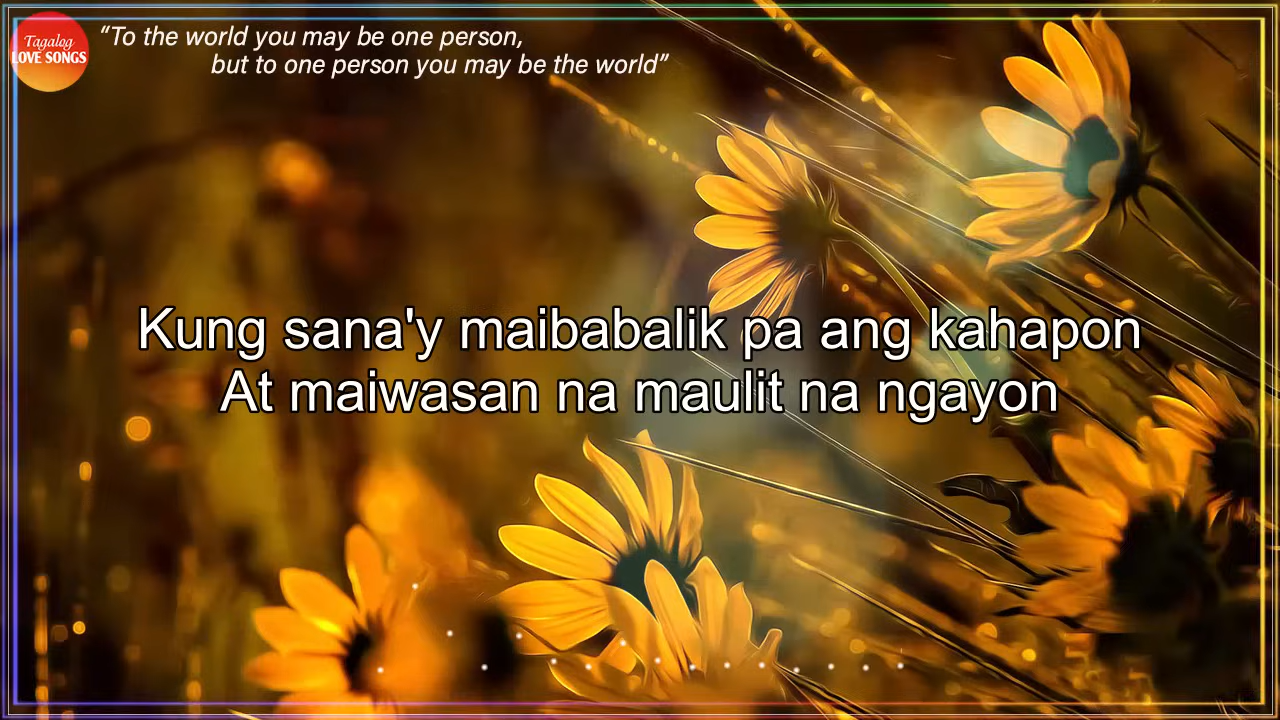 Tagalog
LOVE SONGS
“To the world you may be one person,
but to one person you may be the world”
Kung sana'y maibabalik pa ang kahapon
At maiwasan na maulit na ngayon